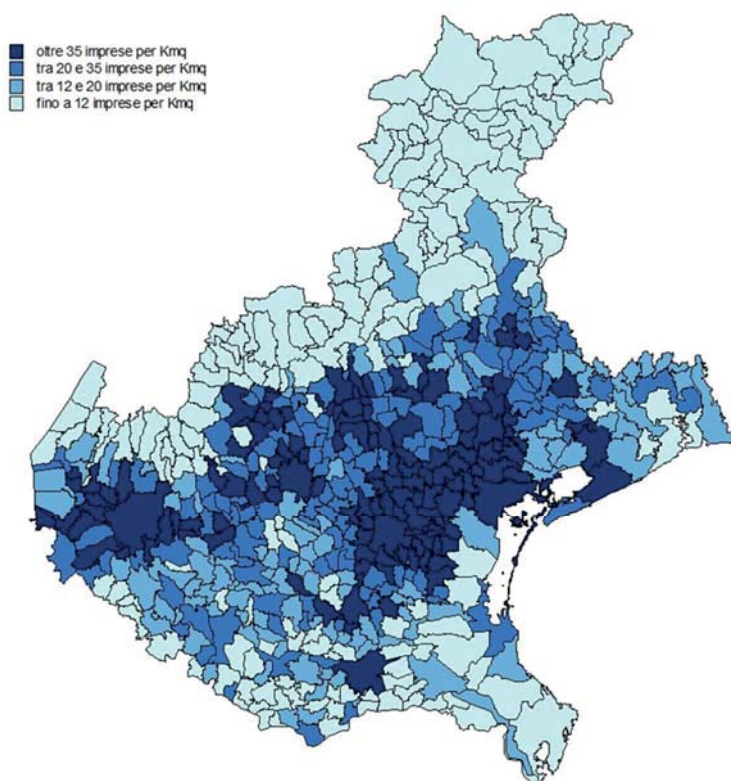 oltre 35 imprese per Kmq
tra 20 e 35 imprese per Kmq
tra 12 e 20 imprese per Kmq
fino a 12 imprese per Kmq